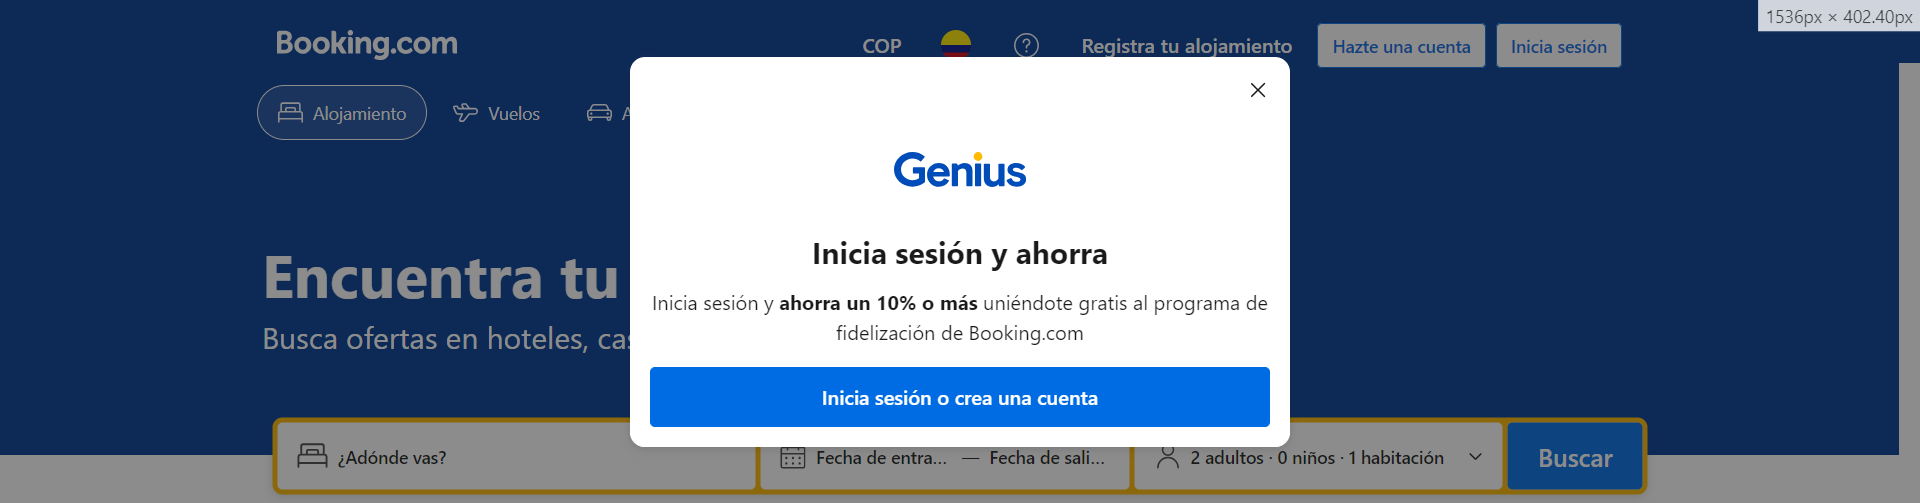 1536px × 402.40px
Booking.com
COP
Registra tu alojamiento
Hazte una cuenta
Inicia sesión
Alojamiento
Vuelos
A
Genius
Inicia sesión y ahorra
Inicia sesión y ahorra un 10% o más uniéndote gratis al programa de
fidelización de Booking.com
Inicia sesión o crea una cuenta
Encuentra tu
Busca ofertas en hoteles, cas
¿Adónde vas?
Fecha de entra... — Fecha de sali...
2 adultos · 0 niños · 1 habitación
Buscar